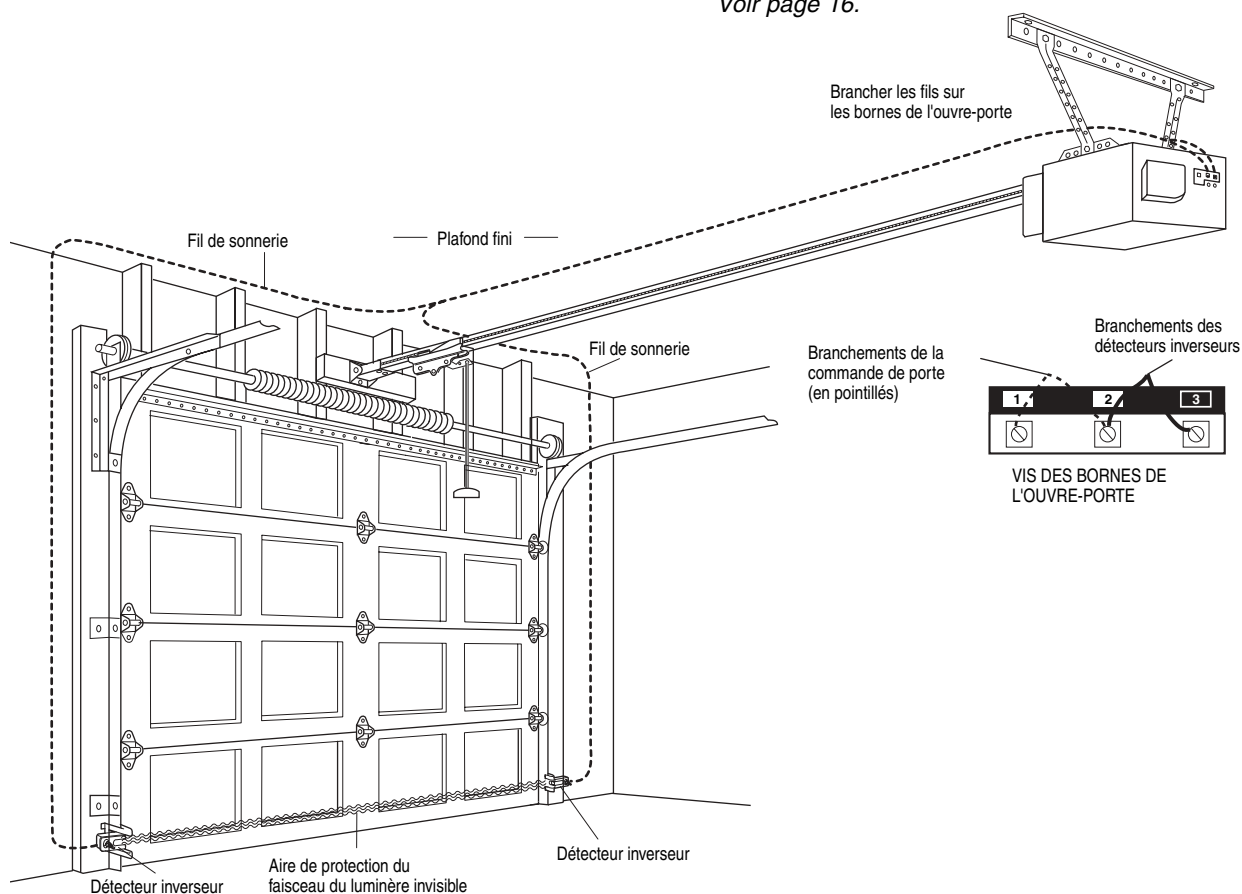 Voir page 16.
Brancher les fils sur
les bornes de l'ouvre-porte
Fil de sonnerie
Plafond fini
Fil de sonnerie
Branchements de la
commande de porte
(en pointillés)
Branchements des
détecteurs inverseurs
1
2
3
VIS DES BORNES DE
L'OUVRE-PORTE
Détecteur inverseur
Aire de protection du
faisceau du luminère invisible
Détecteur inverseur